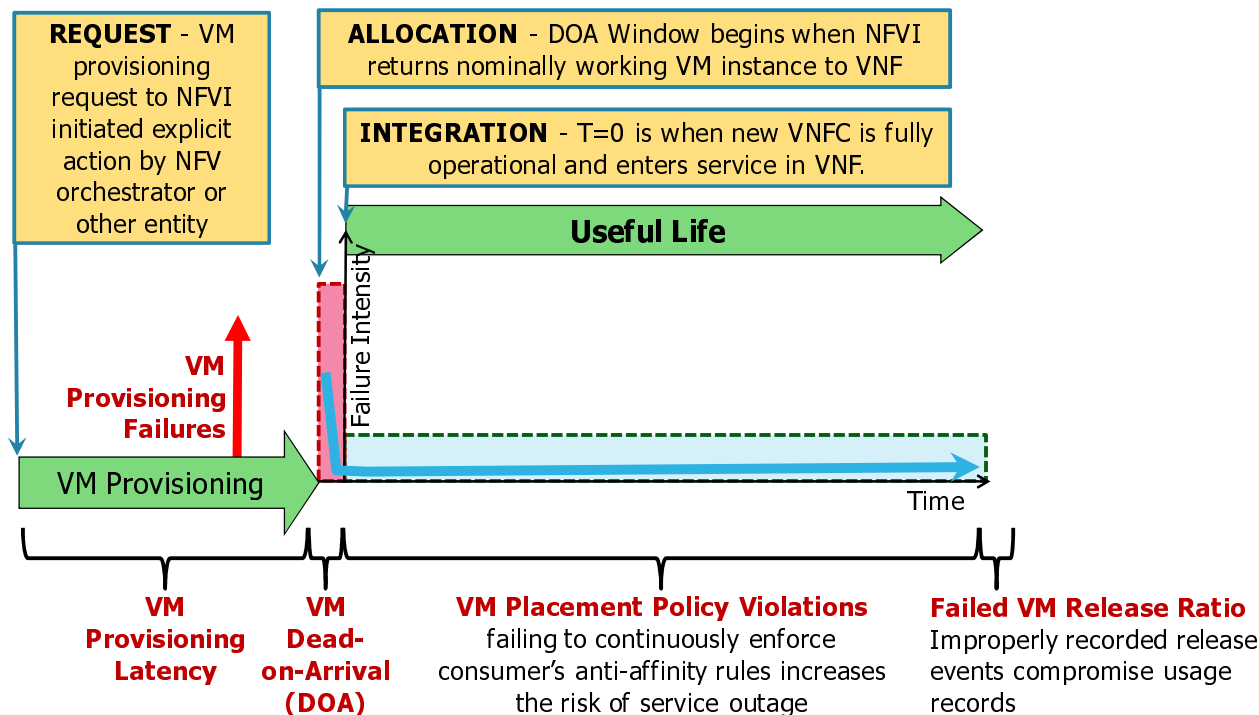 REQUEST - VM
provisioning
request to NFVI
initiated explicit
action by NFV
orchestrator or
other entity
ALLOCATION - DOA Window begins when NFVI
returns nominally working VM instance to VNF
INTEGRATION - T=0 is when new VNFC is fully
operational and enters service in VNF.
Useful Life
Failure Intensity
VM
Provisioning
Failures
VM Provisioning
Time
VM
Provisioning
Latency
VM
Dead-
on-Arrival
(DOA)
VM Placement Policy Violations
failing to continuously enforce
consumer’s anti-affinity rules increases
the risk of service outage
Failed VM Release Ratio
Improperly recorded release
events compromise usage
records